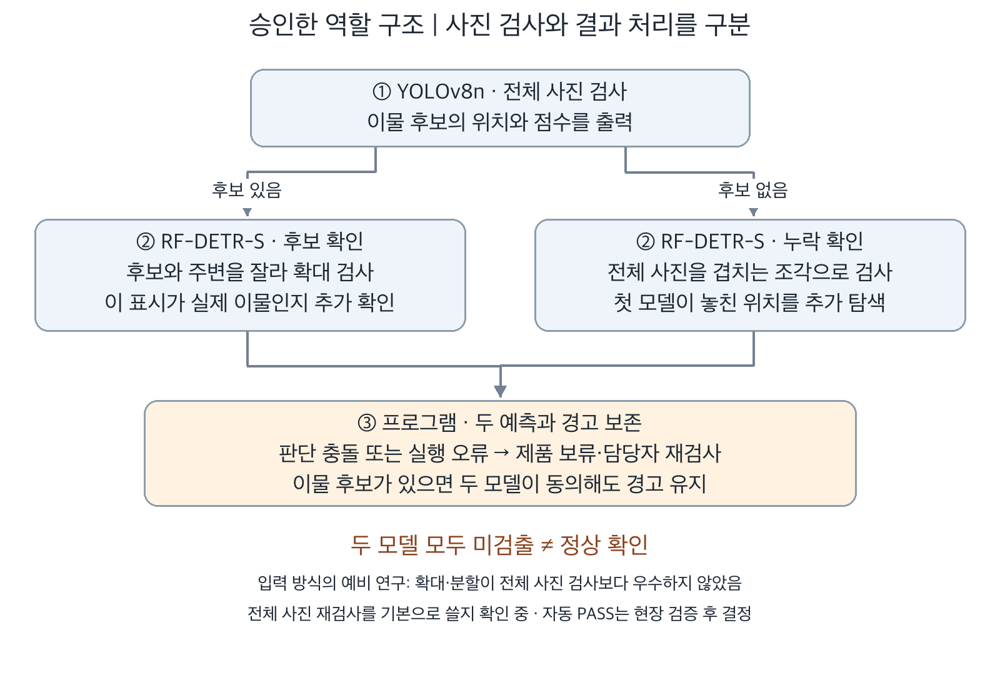 승인한 역할 구조 | 사진 검사와 결과 처리를 구분
① YOLOv8n · 전체 사진 검사
이물 후보의 위치와 점수를 출력
후보 있음
후보 없음
② RF-DETR-S · 후보 확인
후보와 주변을 잘라 확대 검사
이 표시가 실제 이물인지 추가 확인
② RF-DETR-S · 누락 확인
전체 사진을 겹치는 조각으로 검사
첫 모델이 놓친 위치를 추가 탐색
③ 프로그램 · 두 예측과 경고 보존
판단 충돌 또는 실행 오류 → 제품 보류·담당자 재검사
이물 후보가 있으면 두 모델이 동의해도 경고 유지
두 모델 모두 미검출 ≠ 정상 확인
입력 방식의 예비 연구: 확대·분할이 전체 사진 검사보다 우수하지 않았음
전체 사진 재검사를 기본으로 쓸지 확인 중 · 자동 PASS는 현장 검증 후 결정